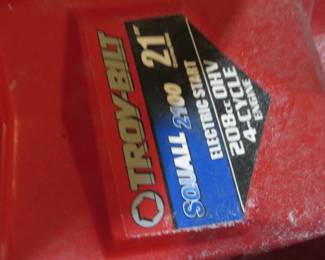 TROY-BILT
SQUALL 2100 21"
ELECTRIC START
208cc OHV
4-CYCLE
ENGINE